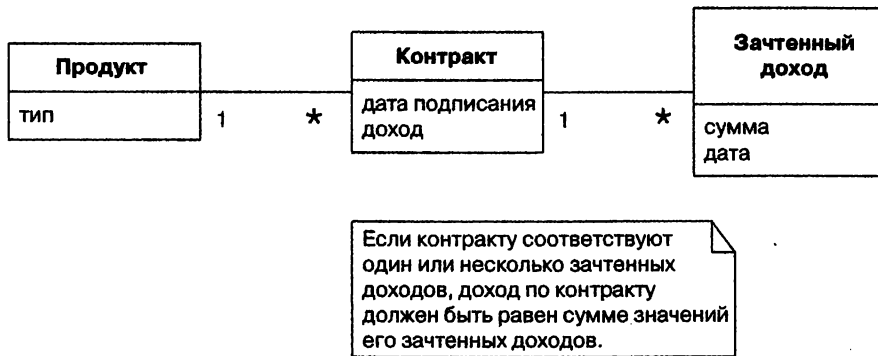 Продукт
тип
1
*
Контракт
дата подписания
доход
1
*
Зачтенный
доход
сумма
дата
Если контракту соответствуют
один или несколько зачтенных
доходов, доход по контракту
должен быть равен сумме значений
его зачтенных доходов.